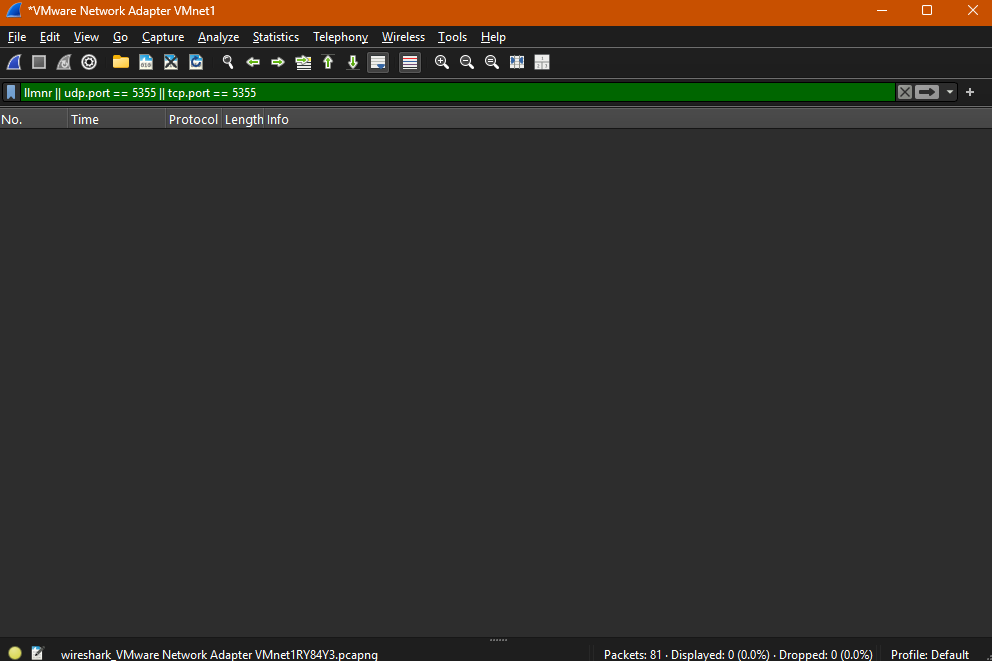 *VMware Network Adapter VMnet1
File Edit View Go Capture Analyze Statistics Telephony Wireless Tools Help
llmnr || udp.port == 5355 || tcp.port == 5355
No. Time Protocol Length Info
wireshark_VMware Network Adapter VMnet1RY84Y3.pcapng Packets: 81 · Displayed: 0 (0.0%) · Dropped: 0 (0.0%) Profile: Default